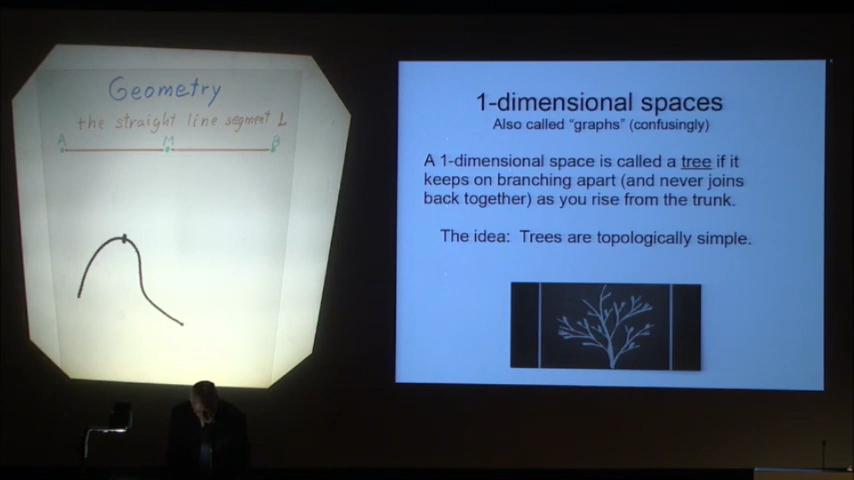 Geometry
the straight line segment L
A M B
1-dimensional spaces
Also called "graphs" (confusingly)
A 1-dimensional space is called a tree if it
keeps on branching apart (and never joins
back together) as you rise from the trunk.
The idea: Trees are topologically simple.